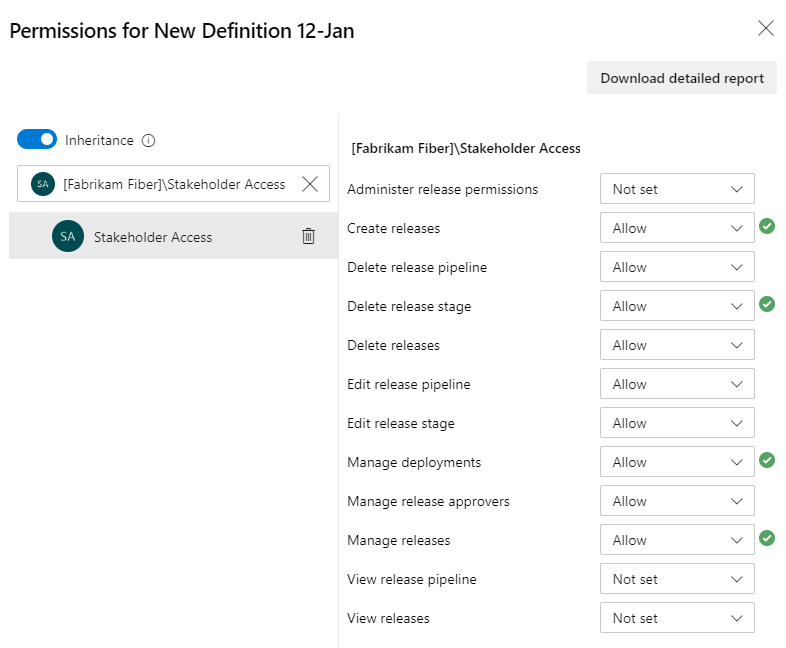 Permissions for New Definition 12-Jan
Download detailed report
Inheritance
SA [Fabrikam Fiber]\Stakeholder Access
SA Stakeholder Access
[Fabrikam Fiber]\Stakeholder Access
Administer release permissions Not set
Create releases Allow
Delete release pipeline Allow
Delete release stage Allow
Delete releases Allow
Edit release pipeline Allow
Edit release stage Allow
Manage deployments Allow
Manage release approvers Allow
Manage releases Allow
View release pipeline Not set
View releases Not set